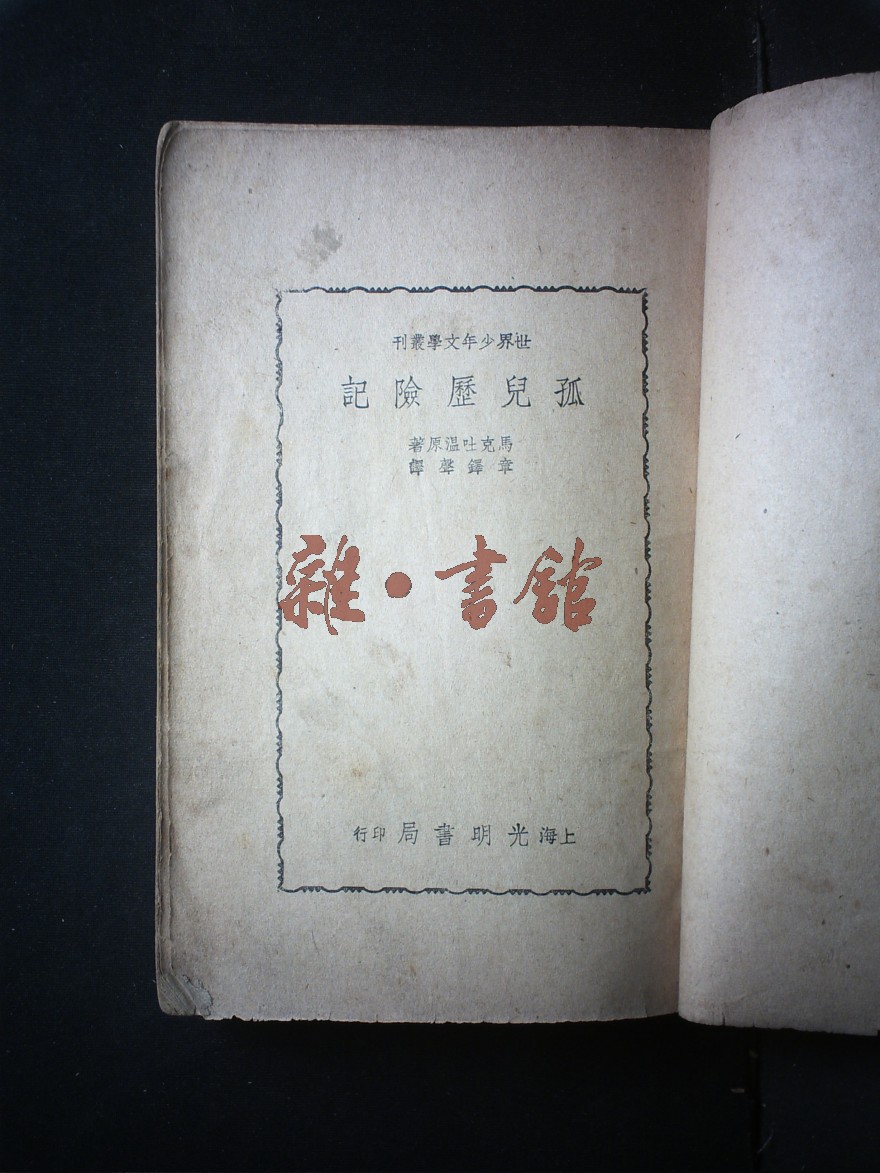 世界少年文學叢刊
孤兒歷險記
馬克吐溫原著
章鐸聲譯
雜·書館
上海光明書局印行